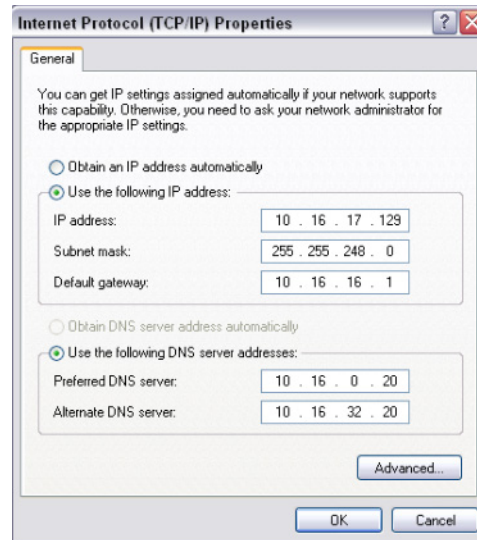 Internet Protocol (TCP/IP) Properties
General
You can get IP settings assigned automatically if your network supports
this capability. Otherwise, you need to ask your network administrator for
the appropriate IP settings.
Obtain an IP address automatically
Use the following IP address:
IP address: 10 . 16 . 17 . 129
Subnet mask: 255 . 255 . 248 . 0
Default gateway: 10 . 16 . 16 . 1
Obtain DNS server address automatically
Use the following DNS server addresses:
Preferred DNS server: 10 . 16 . 0 . 20
Alternate DNS server: 10 . 16 . 32 . 20
Advanced...
OK Cancel